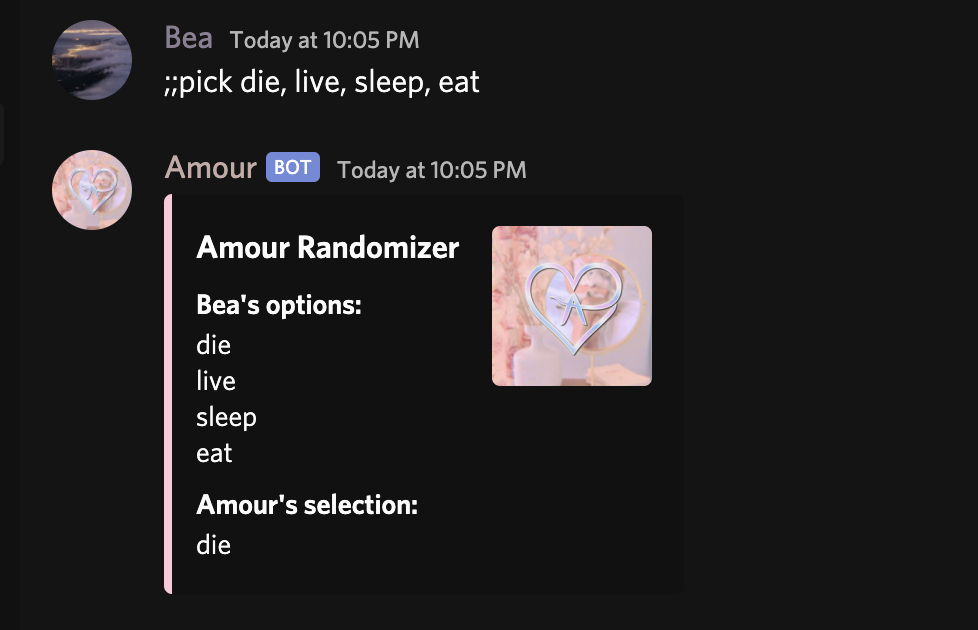 Bea Today at 10:05 PM
;;pick die, live, sleep, eat
Amour BOT Today at 10:05 PM
Amour Randomizer
Bea's options:
die
live
sleep
eat
Amour's selection:
die